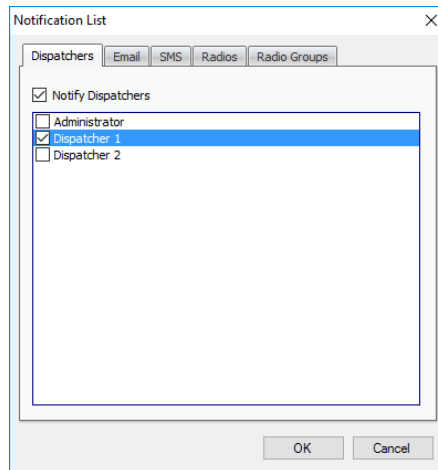 Notification List
Dispatchers Email SMS Radios Radio Groups
Notify Dispatchers
Administrator
Dispatcher 1
Dispatcher 2
OK Cancel